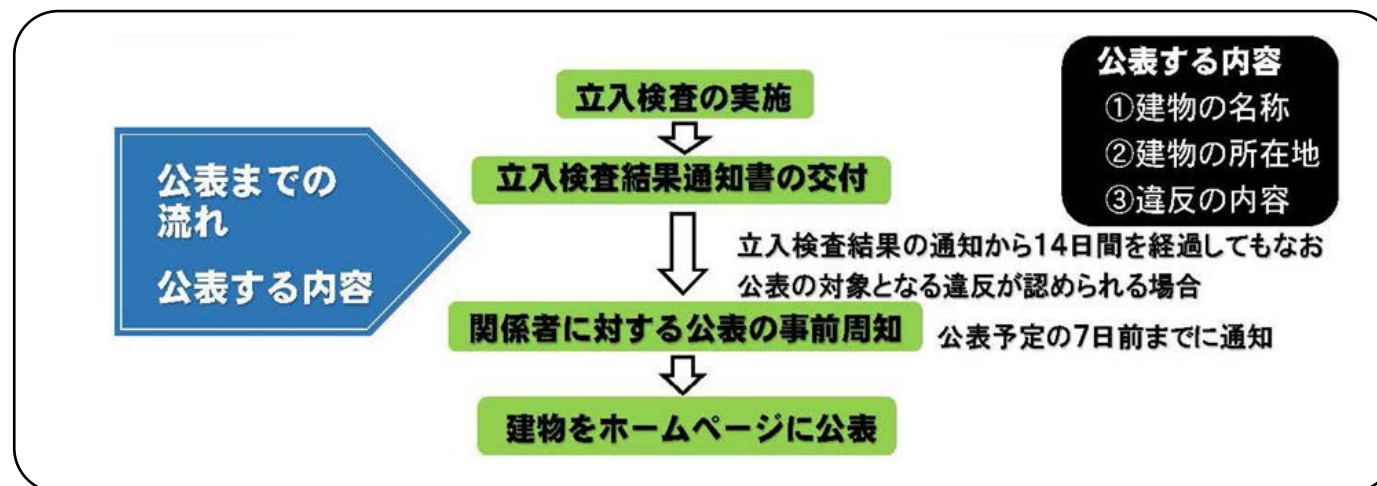 公表までの
流れ
公表する内容
立入検査の実施
立入検査結果通知書の交付
立入検査結果の通知から14日間を経過してもなお
公表の対象となる違反が認められる場合
関係者に対する公表の事前周知
公表予定の7日前までに通知
建物をホームページに公表
公表する内容
①建物の名称
②建物の所在地
③違反の内容